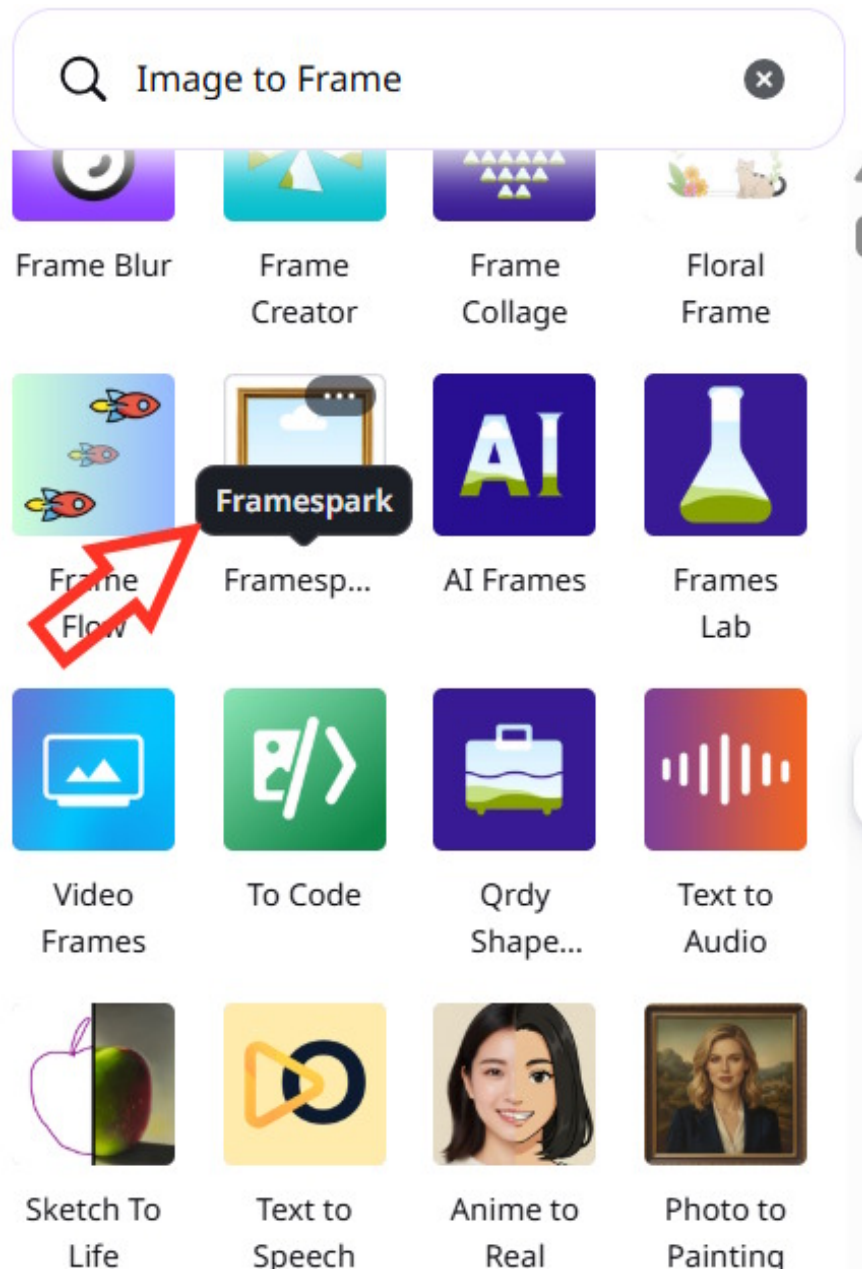 Image to Frame
Frame Blur
Frame
Creator
Frame
Collage
Floral
Frame
Framespark
Frame
Flow
Framesp...
AI
AI Frames
Frames
Lab
Video
Frames
To Code
Qrdy
Shape...
Text to
Audio
Sketch To
Life
Text to
Speech
Anime to
Real
Photo to
Painting